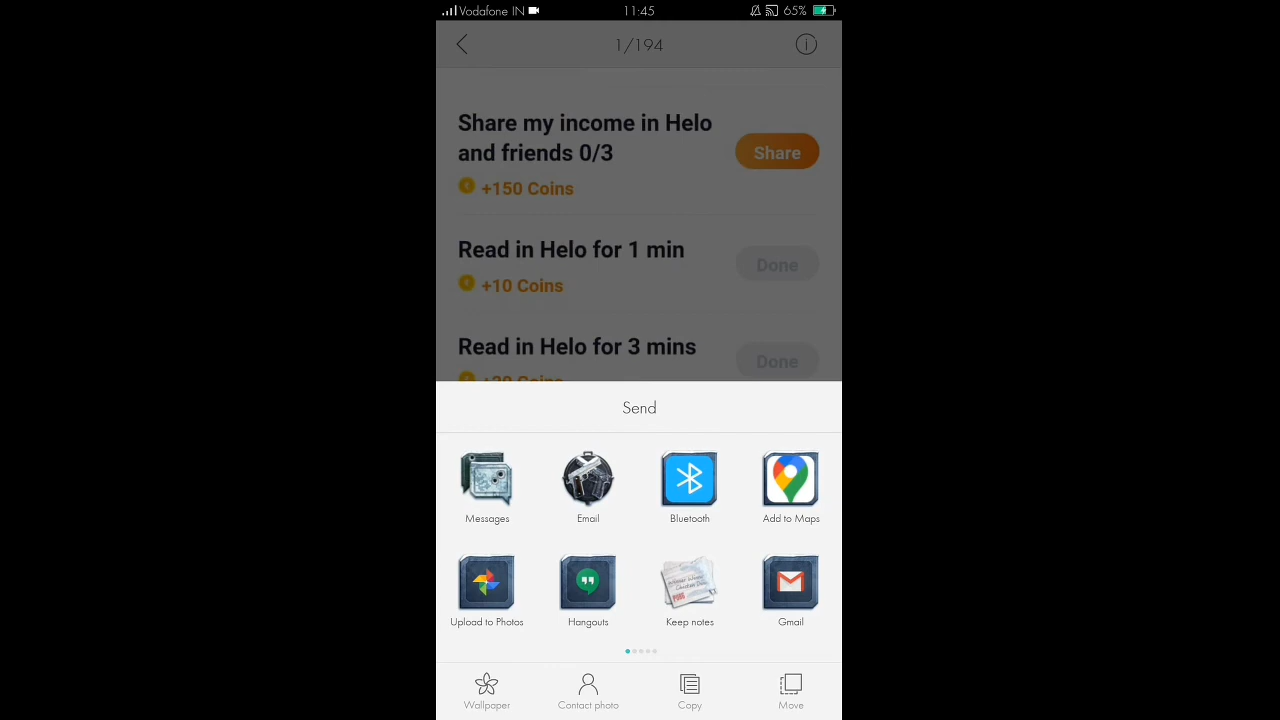 Vodafone IN 11:45 65%
1/194
Share my income in Helo
and friends 0/3
Share
+150 Coins
Read in Helo for 1 min
Done
+10 Coins
Read in Helo for 3 mins
Done
Send
Messages Email Bluetooth Add to Maps
Upload to Photos Hangouts Keep notes Gmail
Wallpaper Contact photo Copy Move